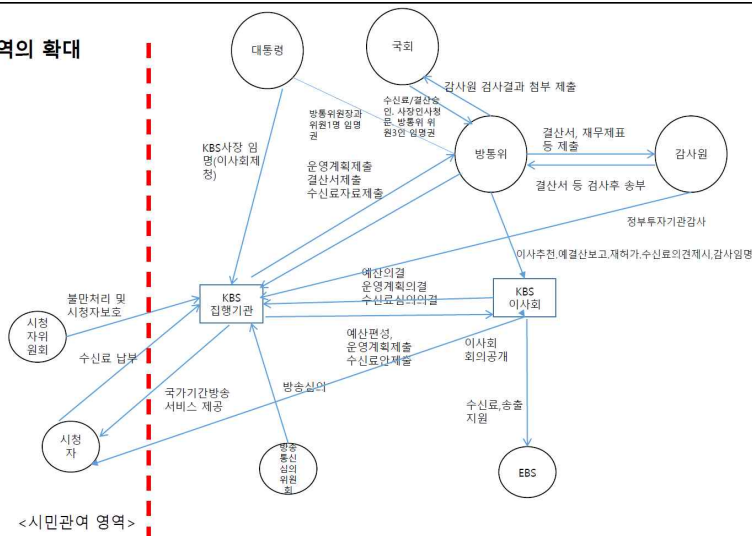 역의 확대
대통령
국회
감사원 검사결과 첨부 제출
방통위원장과
위원1명 임명
권
수신료/결산승
인. 사장인사청
문. 방통위 위
원3인 임명권
KBS사장 임
명(이사회제
청)
운영계획제출
결산서제출
수신료자료제출
방통위
결산서, 재무제표
등 제출
감사원
결산서 등 검사후 송부
정부투자기관감사
이사추천.예결산보고.재허가.수신료의견제시,감사임명
예산의결
운영계획의결
수신료심의의결
KBS
집행기관
KBS
이사회
불만처리 및
시청자보호
시청
자위
원회
수신료 납부
예산편성,
운영계획제출
수신료안제출
이사회
회의공개
국가기간방송
서비스 제공
방송심의
수신료,송출
지원
시청
자
방송
통신
심의
위원
회
EBS
<시민관여 영역>